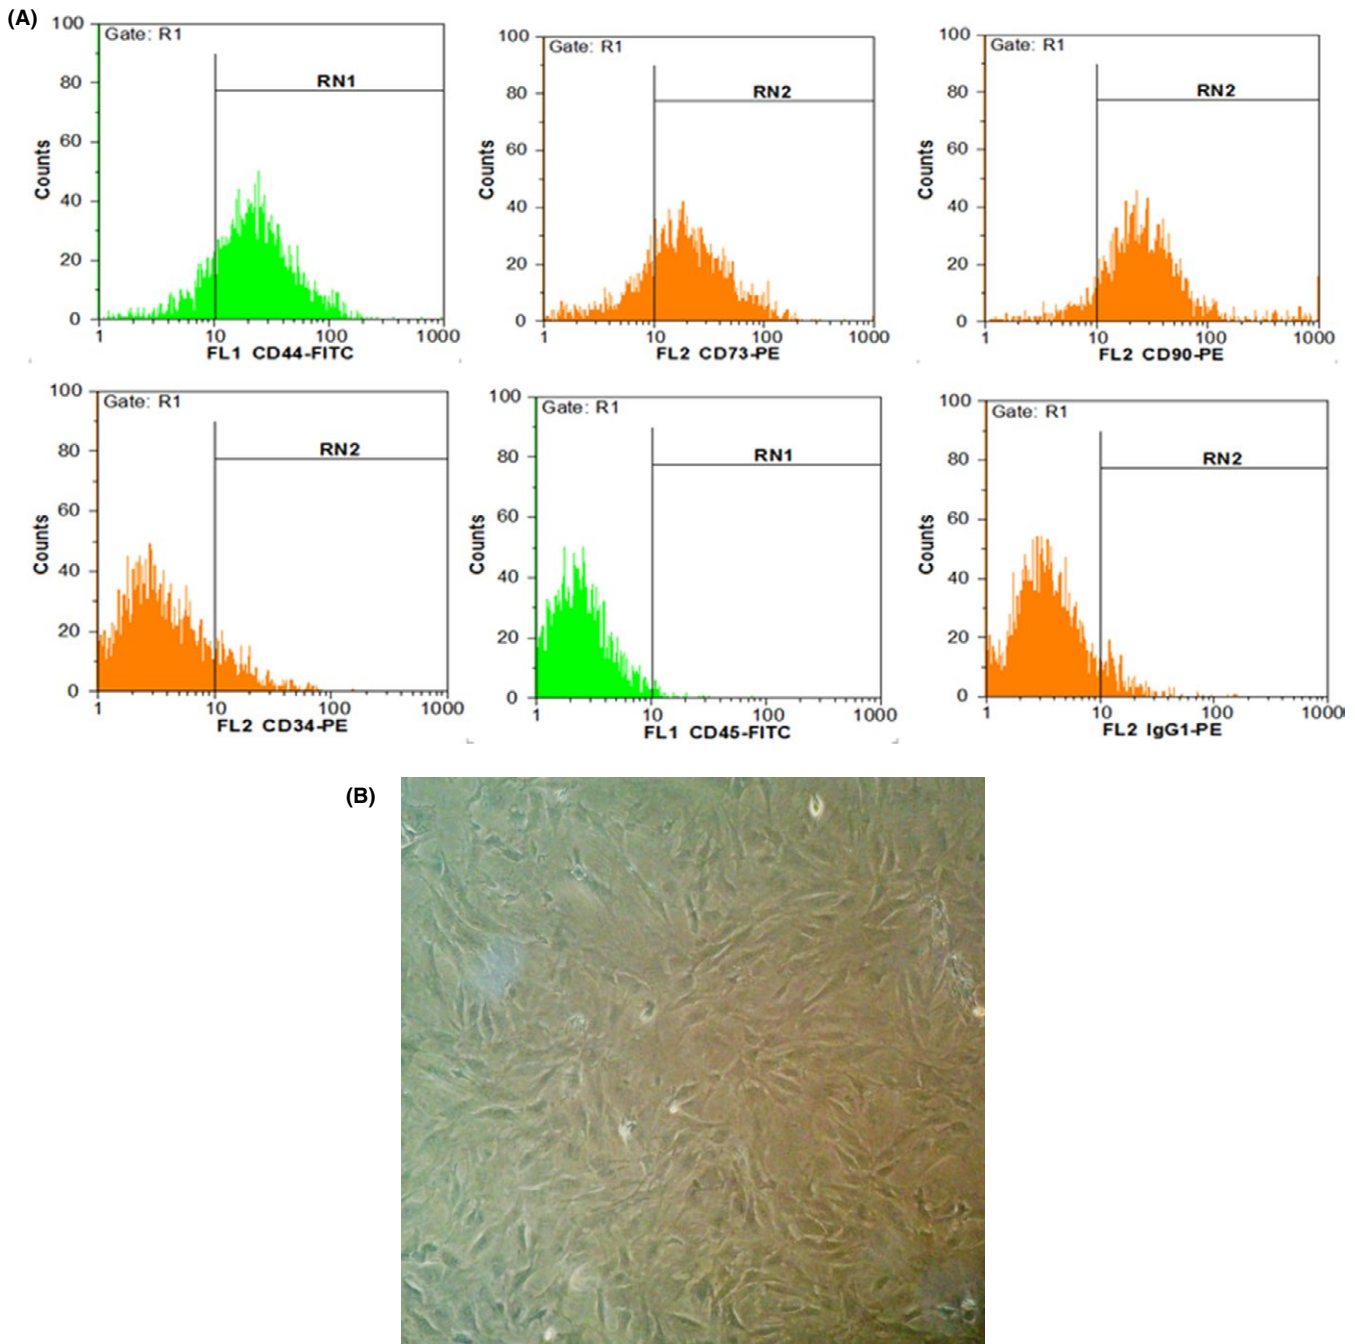 (A)
100
80
60
40
20
0
Counts
Gate: R1
RN1
1 10 100 1000
FL1 CD44-FITC
100
80
60
40
20
0
Counts
Gate: R1
RN2
1 10 100 1000
FL2 CD73-PE
100
80
60
40
20
0
Counts
Gate: R1
RN2
1 10 100 1000
FL2 CD90-PE
100
80
60
40
20
0
Counts
Gate: R1
RN2
1 10 100 1000
FL2 CD34-PE
100
80
60
40
20
0
Counts
Gate: R1
RN1
1 10 100 1000
FL1 CD45-FITC
100
80
60
40
20
0
Counts
Gate: R1
RN2
1 10 100 1000
FL2 IgG1-PE
(B)